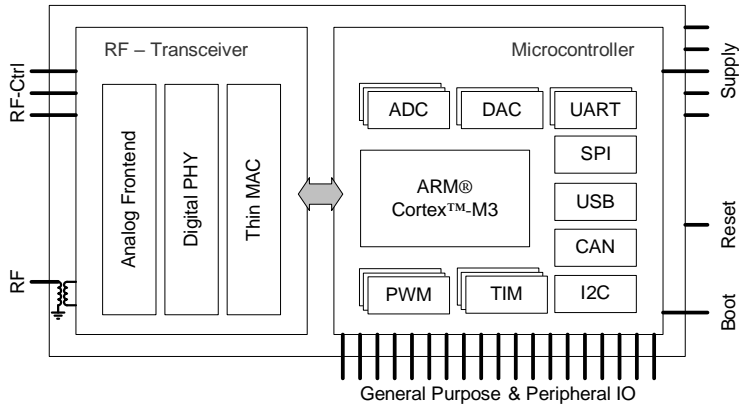 RF – Transceiver
Microcontroller
RF-Ctrl
RF
Analog Frontend
Digital PHY
Thin MAC
ADC
DAC
UART
SPI
ARM®
Cortex™-M3
USB
CAN
PWM
TIM
I2C
Supply
Reset
Boot
General Purpose & Peripheral IO